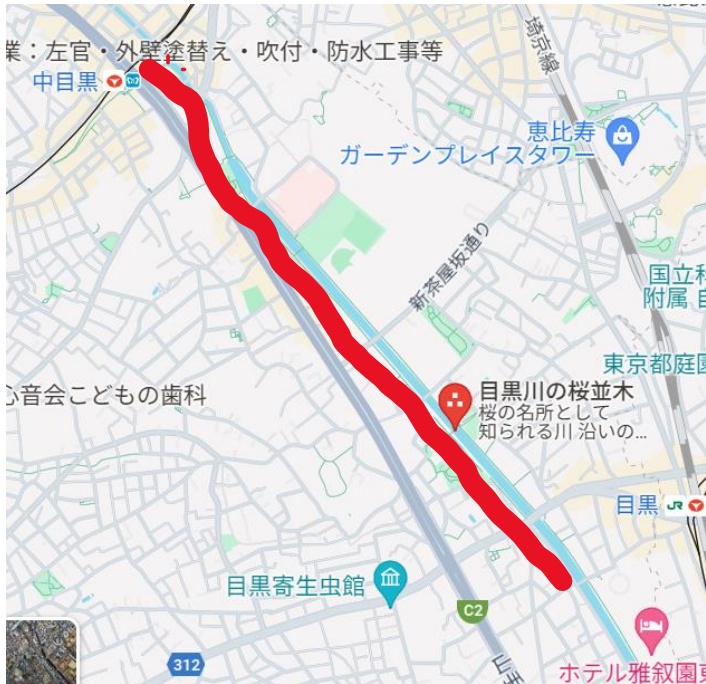 埼京線
業：左官・外壁塗替え・吹付・防水工事等
中目黒
恵比寿
ガーデンプレイスタワー
新茶屋坂通り
国立科
附属 自
東京都庭園
心音会こどもの歯科
目黒川の桜並木
桜の名所として
知られる川 沿いの...
目黒 JR
目黒寄生虫館
C2
312
山手
ホテル雅叙園東